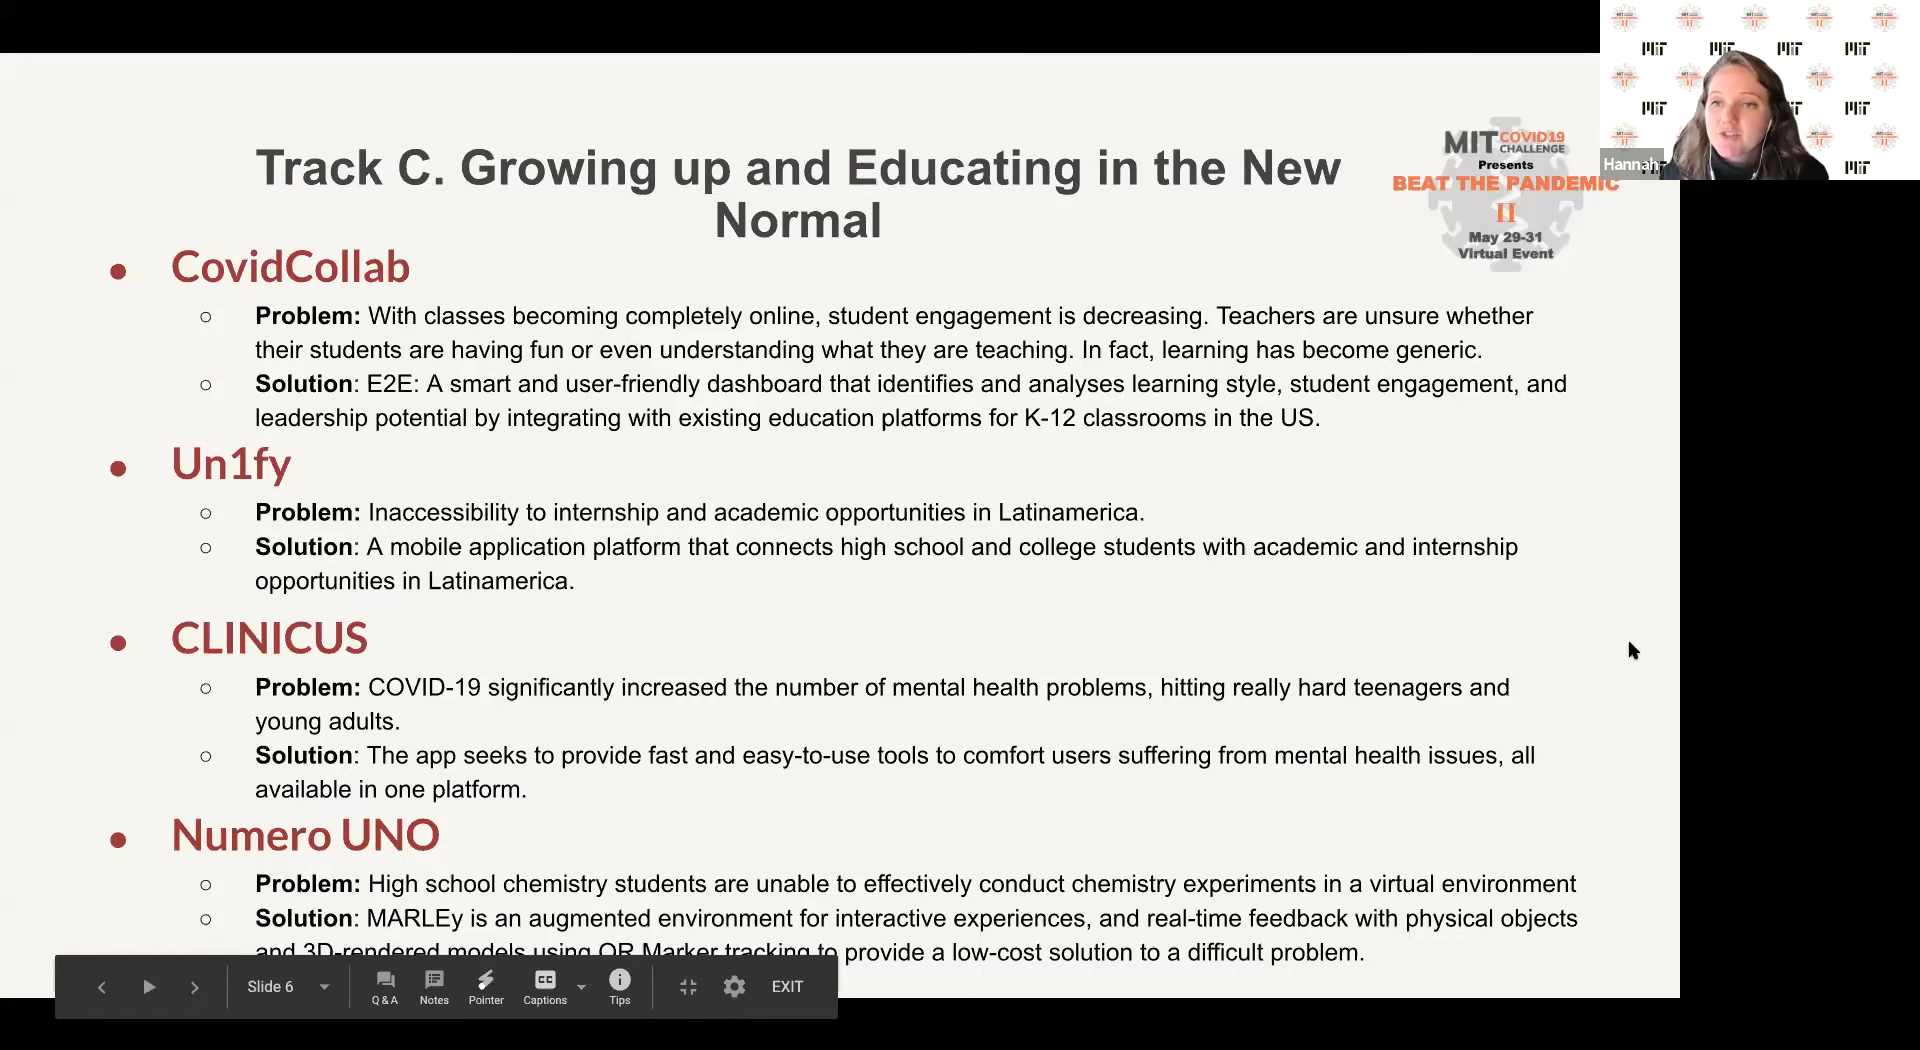 Track C. Growing up and Educating in the New
Normal
MIT COVID19
CHALLENGE
Presents
BEAT THE PANDEMIC
II
May 29-31
Virtual Event
MIT MIT MIT MIT
MIT MIT MIT
Hannah
MIT
● CovidCollab
○ Problem: With classes becoming completely online, student engagement is decreasing. Teachers are unsure whether
their students are having fun or even understanding what they are teaching. In fact, learning has become generic.
○ Solution: E2E: A smart and user-friendly dashboard that identifies and analyses learning style, student engagement, and
leadership potential by integrating with existing education platforms for K-12 classrooms in the US.
● Un1fy
○ Problem: Inaccessibility to internship and academic opportunities in Latinamerica.
○ Solution: A mobile application platform that connects high school and college students with academic and internship
opportunities in Latinamerica.
● CLINICUS
○ Problem: COVID-19 significantly increased the number of mental health problems, hitting really hard teenagers and
young adults.
○ Solution: The app seeks to provide fast and easy-to-use tools to comfort users suffering from mental health issues, all
available in one platform.
● Numero UNO
○ Problem: High school chemistry students are unable to effectively conduct chemistry experiments in a virtual environment
○ Solution: MARLEy is an augmented environment for interactive experiences, and real-time feedback with physical objects
and 3D-rendered models using QR Marker tracking to provide a low-cost solution to a difficult problem.
Slide 6
Q & A Notes Pointer Captions Tips
CC
EXIT